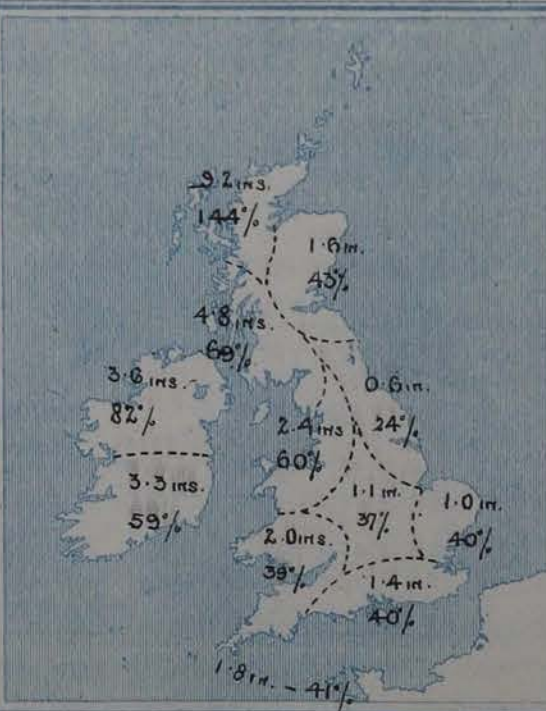 9·2 ins.
144%
1·6 in.
43%
4·8 ins.
69%
3·6 ins.
82%
0·6 in.
24%
2·4 ins
60%
3·3 ins.
59%
1·1 in.
37%
1·0 in.
40%
2·0 ins.
39%
1·4 in.
40%
1·8 in. - 41%